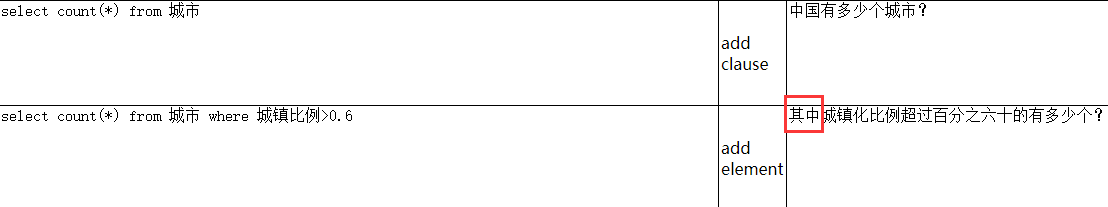 select count(*) from 城市
add
clause
中国有多少个城市?
select count(*) from 城市 where 城镇比例>0.6
add
element
其中城镇化比例超过百分之六十的有多少个?